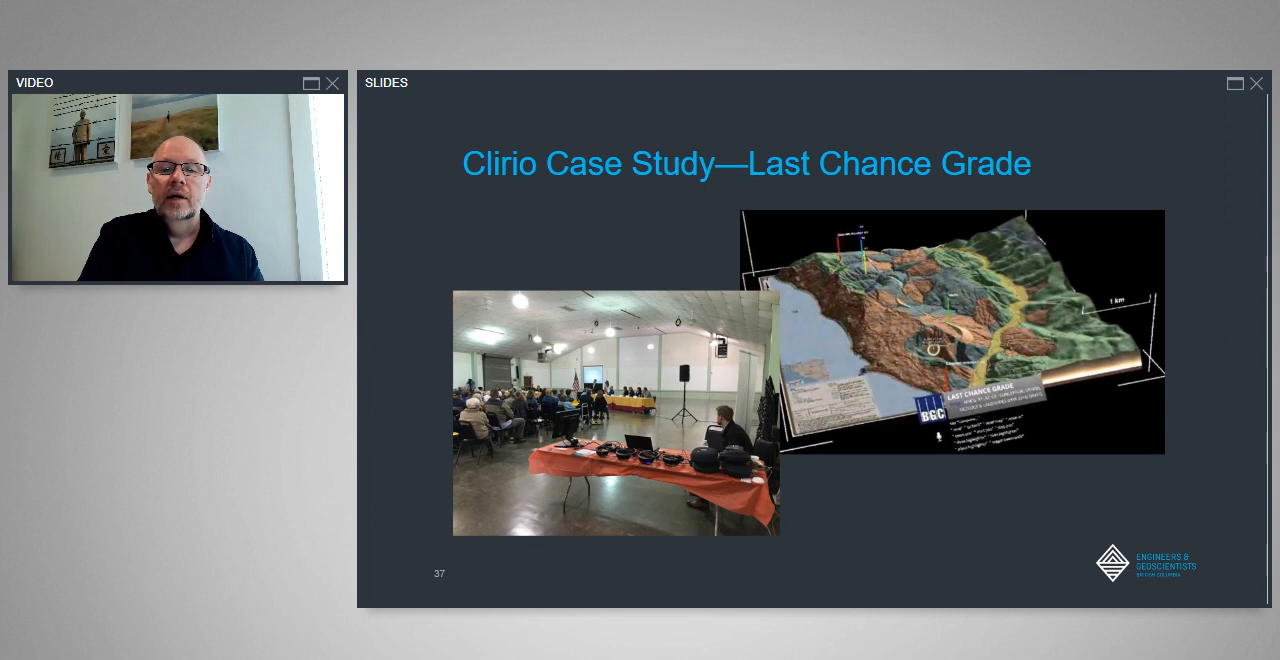 VIDEO
SLIDES
Clirio Case Study—Last Chance Grade
1 km
LAST CHANCE GRADE
BGC
37
ENGINEERS &
GEOSCIENTISTS
BRITISH COLUMBIA